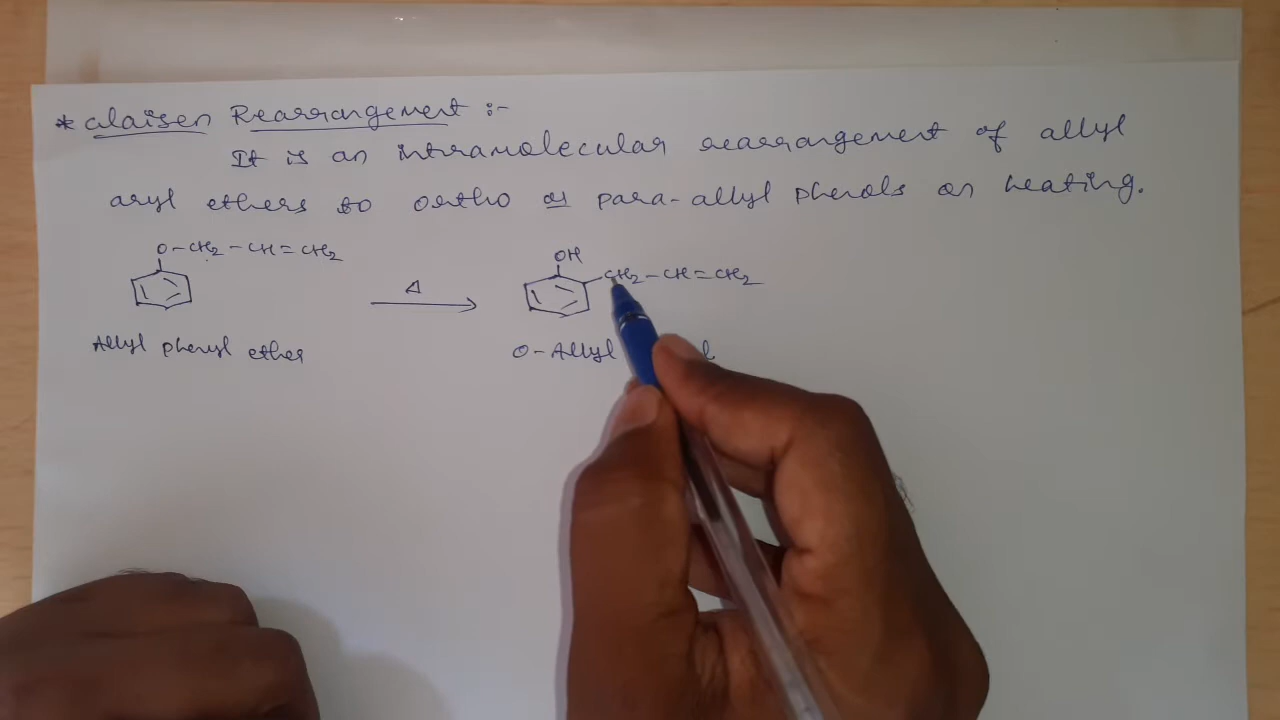 * Claisen Rearrangement :-
It is an intramolecular rearrangement of allyl
aryl ethers to ortho or para-allyl phenols on heating.
O-CH2-CH=CH2
Δ
OH
CH2-CH=CH2
Allyl phenyl ether
O-Allyl